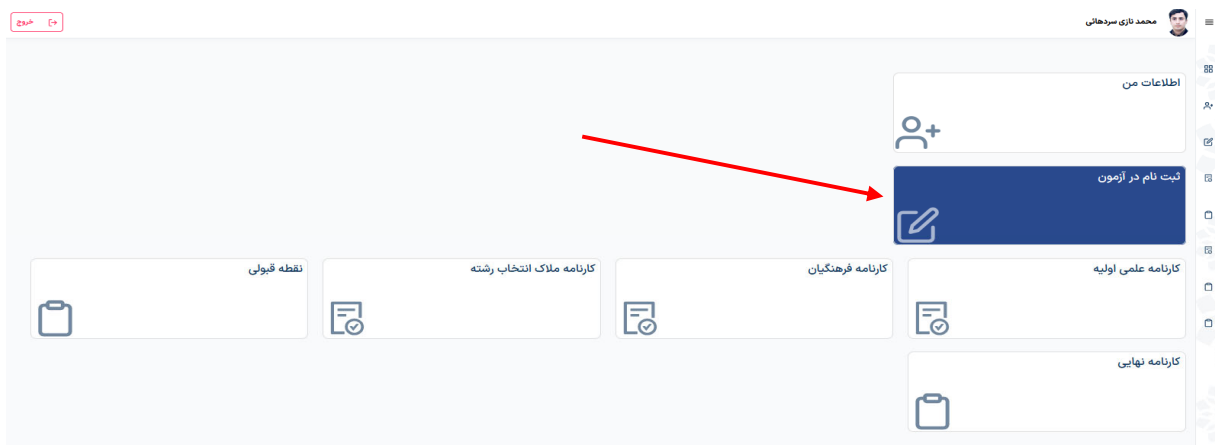 محمد نازی سردهائی
خروج
اطلاعات من
ثبت نام در آزمون
کارنامه علمی اولیه
کارنامه فرهنگیان
کارنامه ملاک انتخاب رشته
نقطه قبولی
کارنامه نهایی